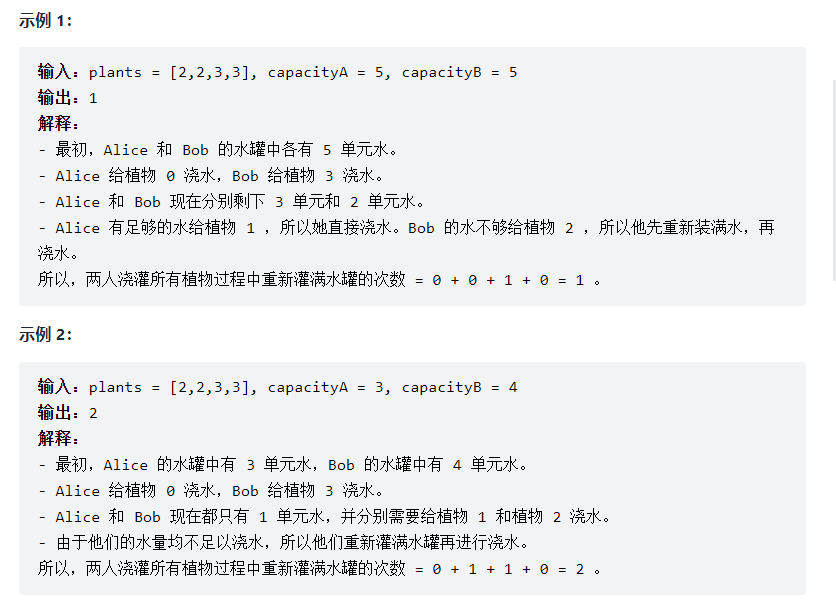 示例 1：
输入：plants = [2,2,3,3], capacityA = 5, capacityB = 5
输出：1
解释：
- 最初，Alice 和 Bob 的水罐中各有 5 单元水。
- Alice 给植物 0 浇水，Bob 给植物 3 浇水。
- Alice 和 Bob 现在分别剩下 3 单元和 2 单元水。
- Alice 有足够的水给植物 1 ，所以她直接浇水。Bob 的水不够给植物 2 ，所以他先重新装满水，再
浇水。
所以，两人浇灌所有植物过程中重新灌满水罐的次数 = 0 + 0 + 1 + 0 = 1 。
示例 2：
输入：plants = [2,2,3,3], capacityA = 3, capacityB = 4
输出：2
解释：
- 最初，Alice 的水罐中有 3 单元水，Bob 的水罐中有 4 单元水。
- Alice 给植物 0 浇水，Bob 给植物 3 浇水。
- Alice 和 Bob 现在都只有 1 单元水，并分别需要给植物 1 和植物 2 浇水。
- 由于他们的水量均不足以浇水，所以他们重新灌满水罐再进行浇水。
所以，两人浇灌所有植物过程中重新灌满水罐的次数 = 0 + 1 + 1 + 0 = 2 。